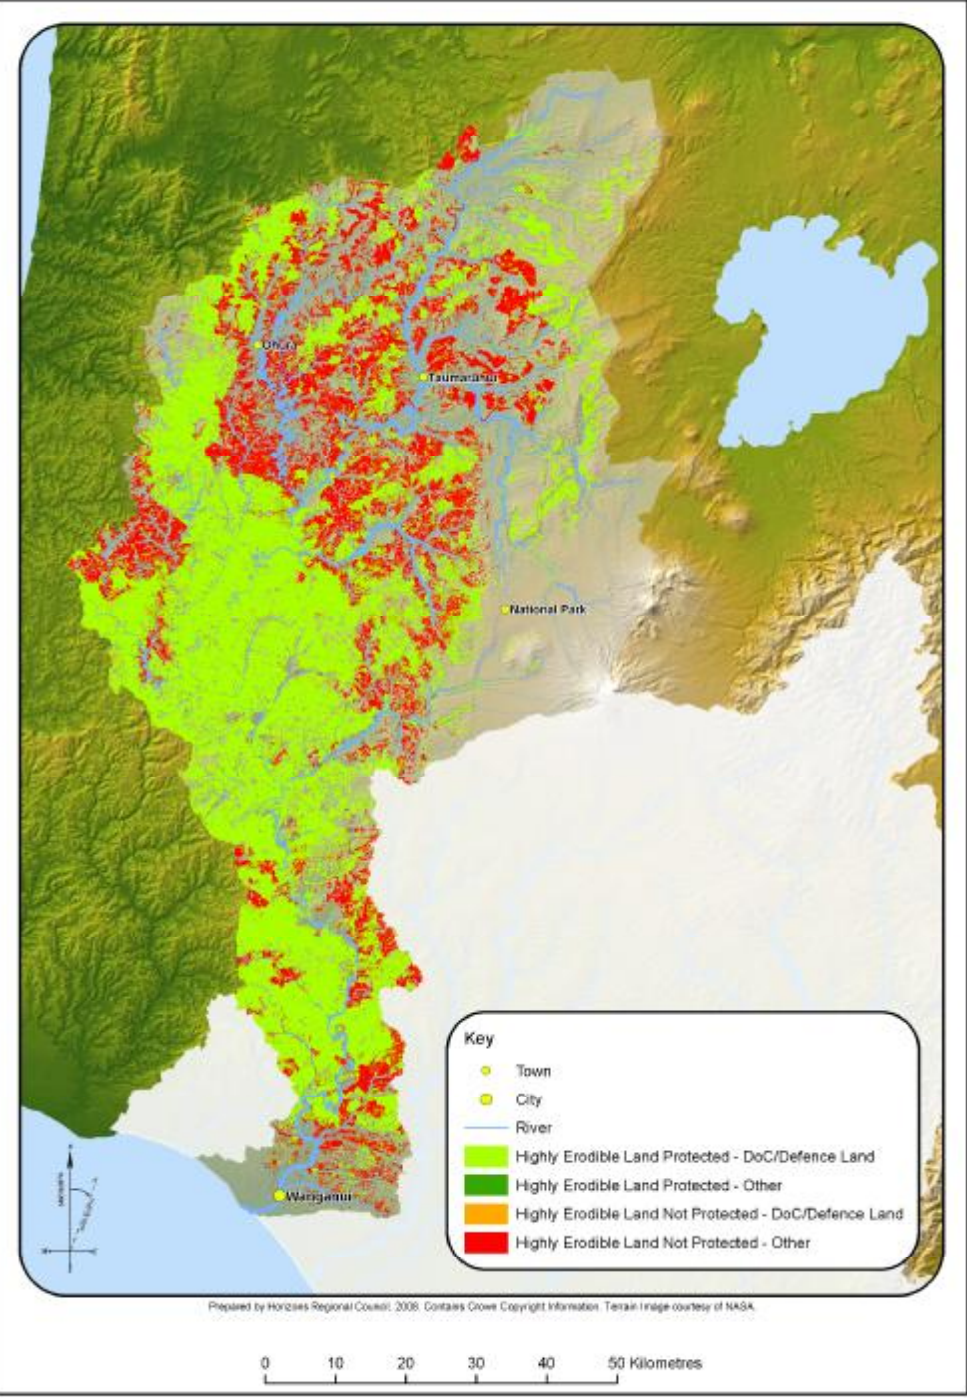 Ohura
Taumarunui
National Park
Wanganui
Key
Town
City
River
Highly Erodible Land Protected - DoC/Defence Land
Highly Erodible Land Protected - Other
Highly Erodible Land Not Protected - DoC/Defence Land
Highly Erodible Land Not Protected - Other
Prepared by Horizons Regional Council, 2008. Contains Crown Copyright Information. Terrain Image courtesy of NASA.
0 10 20 30 40 50 Kilometres